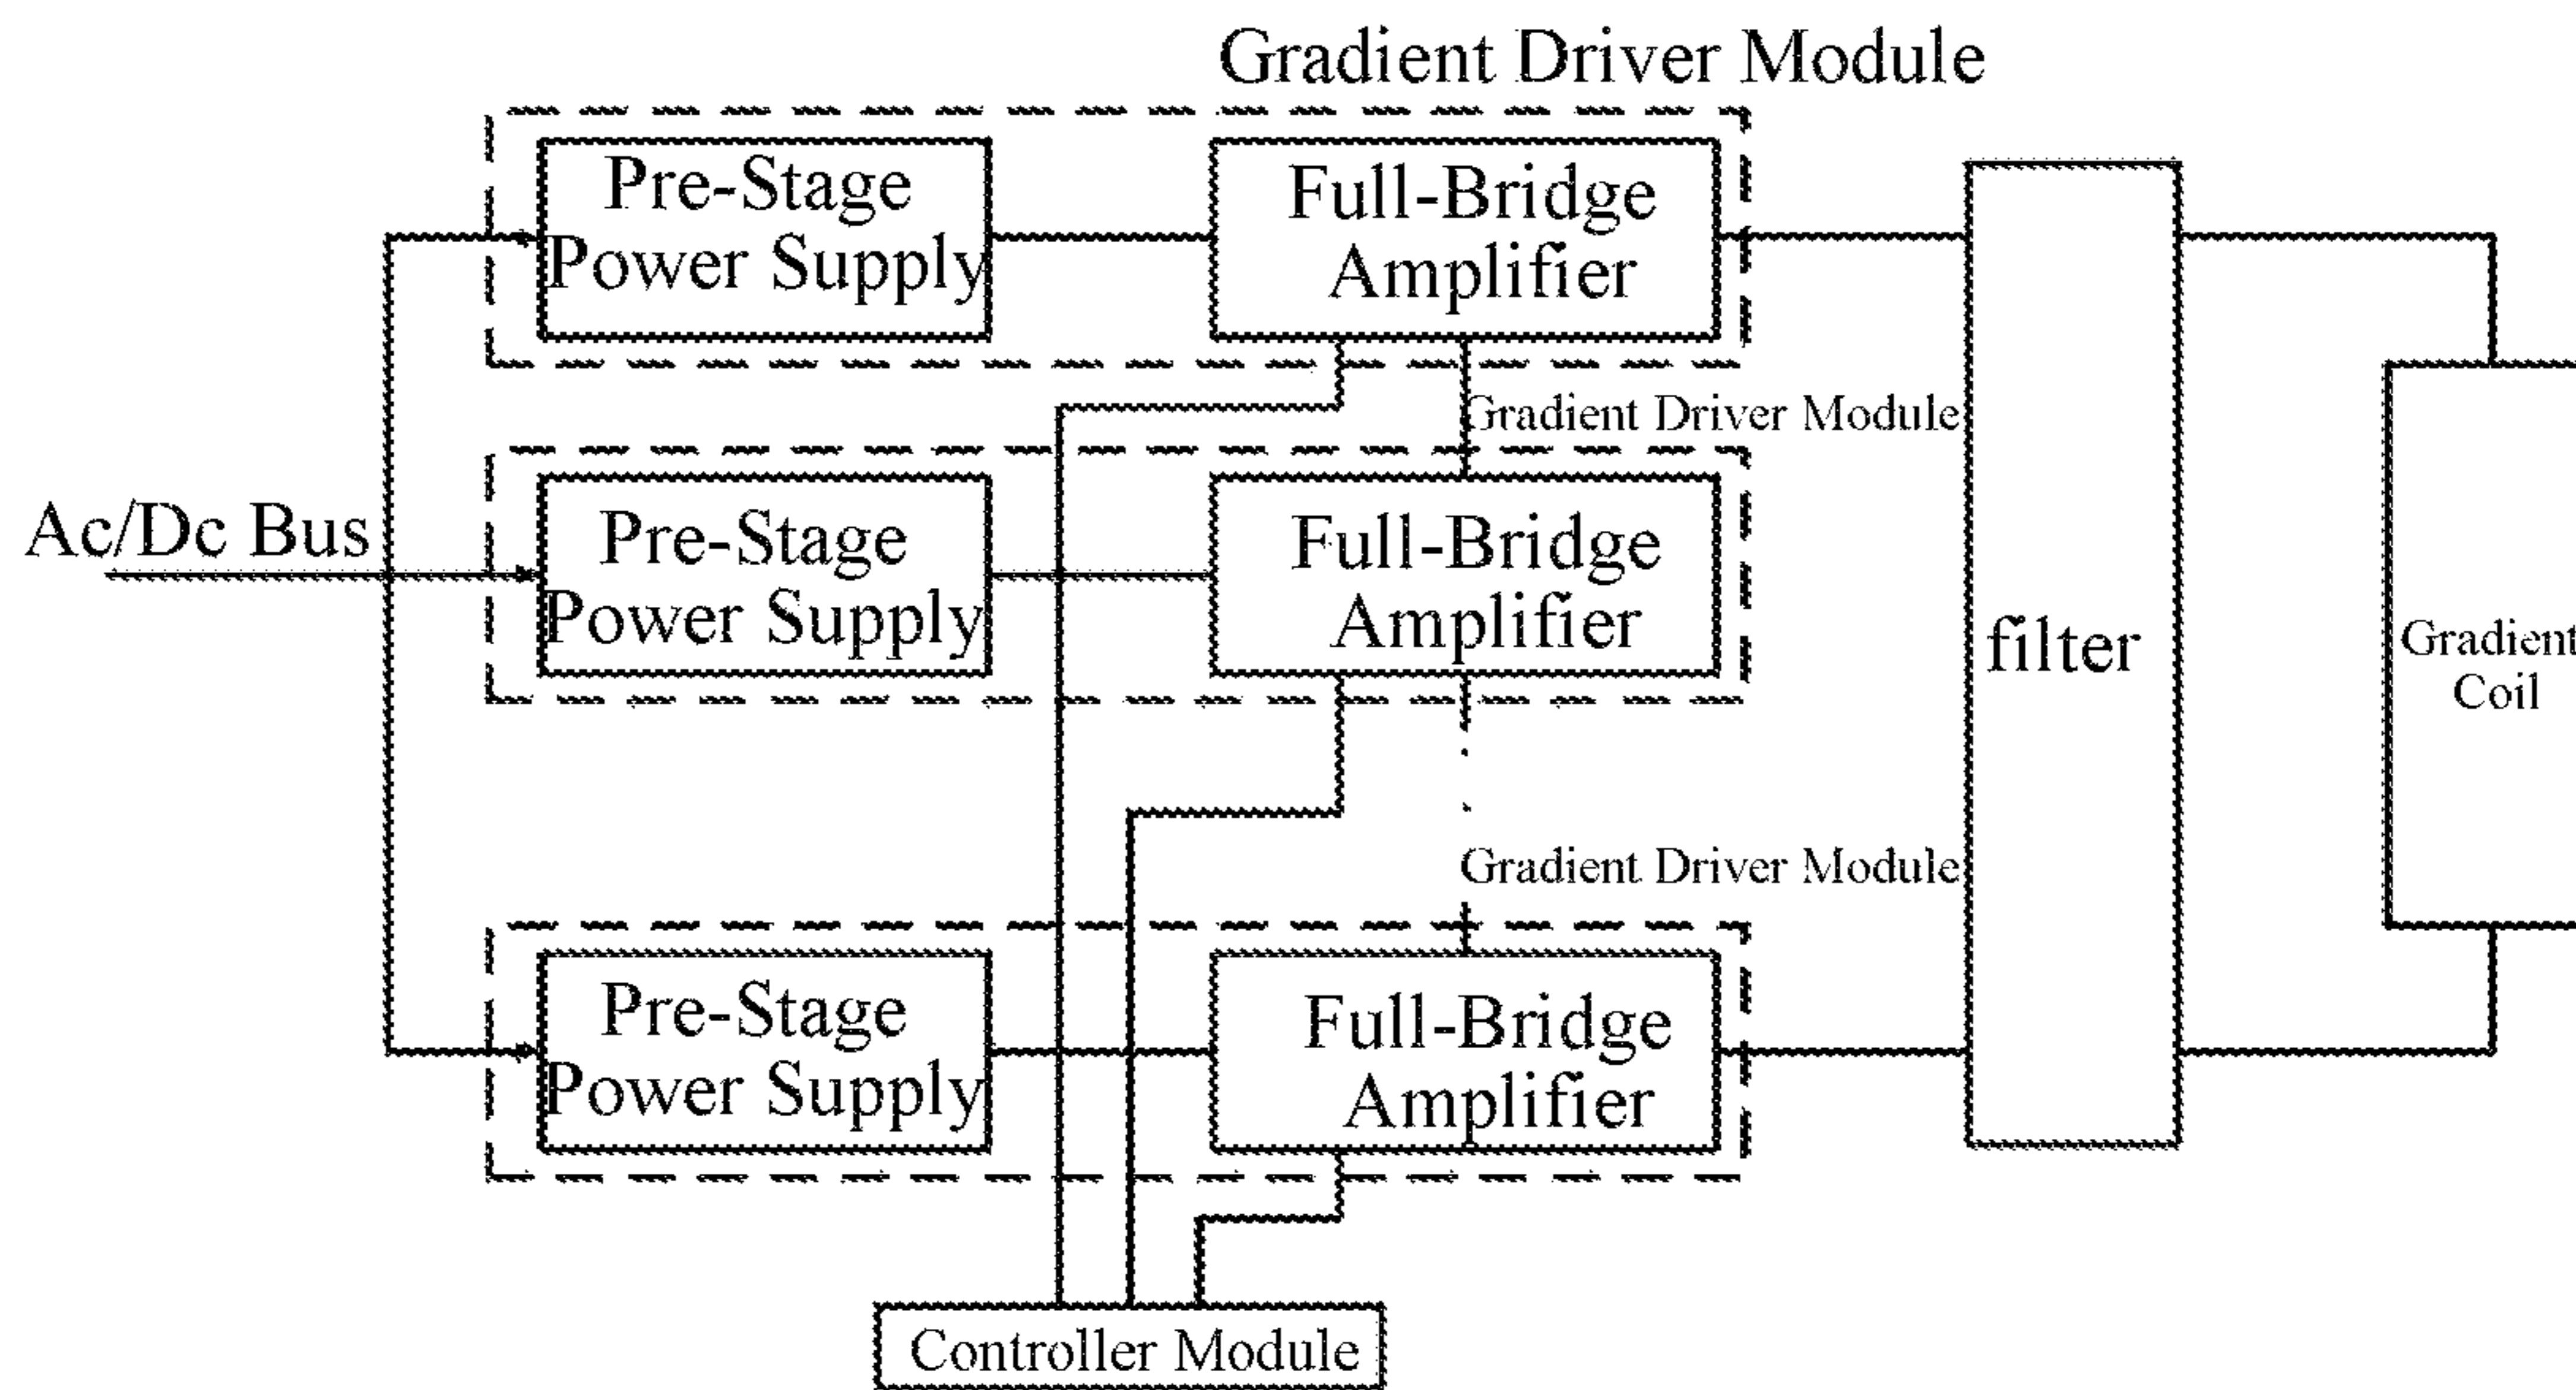 Gradient Driver Module
Pre-Stage
Power Supply
Full-Bridge
Amplifier
Gradient Driver Module
Ac/Dc Bus
Pre-Stage
Power Supply
Full-Bridge
Amplifier
filter
Gradient
Coil
Gradient Driver Module
Pre-Stage
Power Supply
Full-Bridge
Amplifier
Controller Module